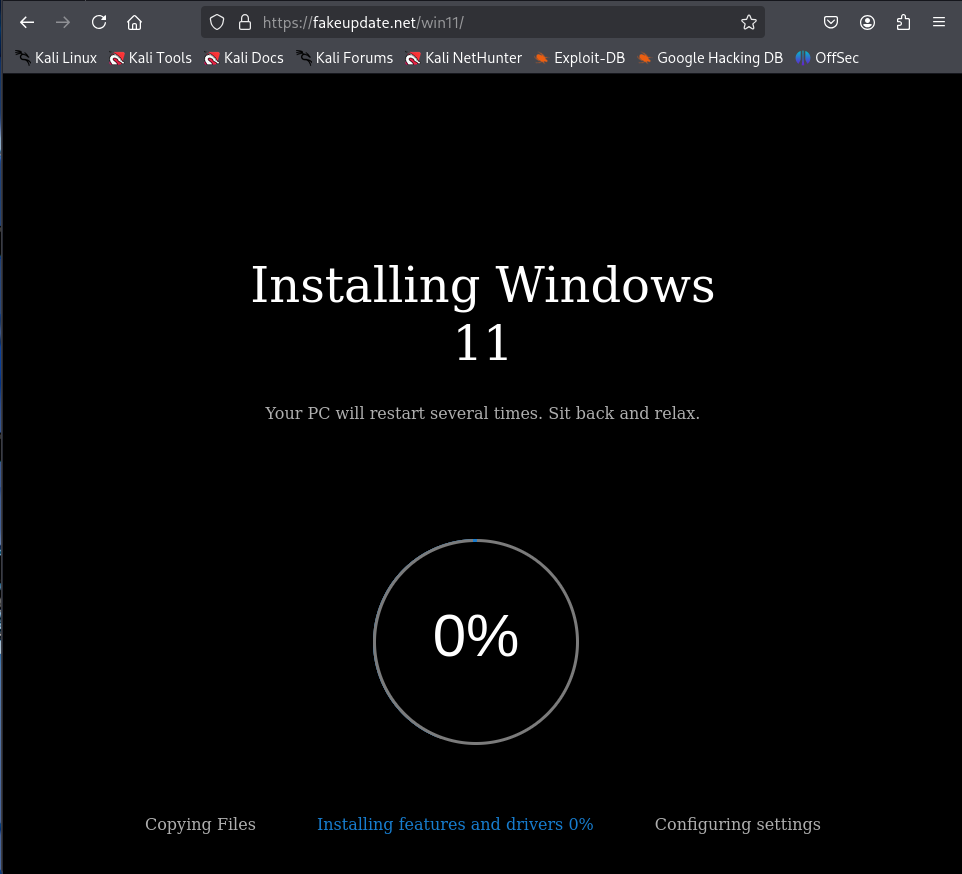 https://fakeupdate.net/win11/
Kali Linux Kali Tools Kali Docs Kali Forums Kali NetHunter Exploit-DB Google Hacking DB OffSec
Installing Windows
11
Your PC will restart several times. Sit back and relax.
0%
Copying Files Installing features and drivers 0% Configuring settings